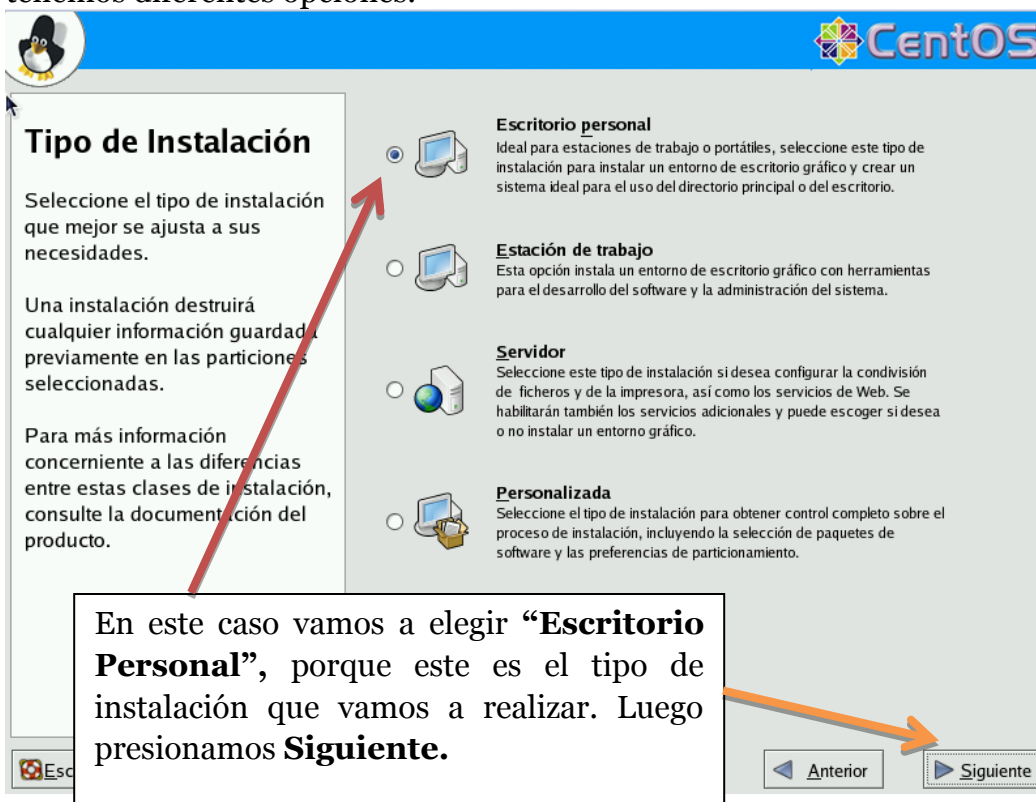 tenemos diferentes opciones.
CentOS
Tipo de Instalación
Seleccione el tipo de instalación
que mejor se ajusta a sus
necesidades.
Una instalación destruirá
cualquier información guardada
previamente en las particiones
seleccionadas.
Para más información
concerniente a las diferencias
entre estas clases de instalación,
consulte la documentación del
producto.
Escritorio personal
Ideal para estaciones de trabajo o portátiles, seleccione este tipo de
instalación para instalar un entorno de escritorio gráfico y crear un
sistema ideal para el uso del directorio principal o del escritorio.
Estación de trabajo
Esta opción instala un entorno de escritorio gráfico con herramientas
para el desarrollo del software y la administración del sistema.
Servidor
Seleccione este tipo de instalación si desea configurar la condivisión
de ficheros y de la impresora, así como los servicios de Web. Se
habilitarán también los servicios adicionales y puede escoger si desea
o no instalar un entorno gráfico.
Personalizada
Seleccione el tipo de instalación para obtener control completo sobre el
proceso de instalación, incluyendo la selección de paquetes de
software y las preferencias de particionamiento.
En este caso vamos a elegir “Escritorio
Personal”, porque este es el tipo de
instalación que vamos a realizar. Luego
presionamos Siguiente.
Esc
Anterior
Siguiente